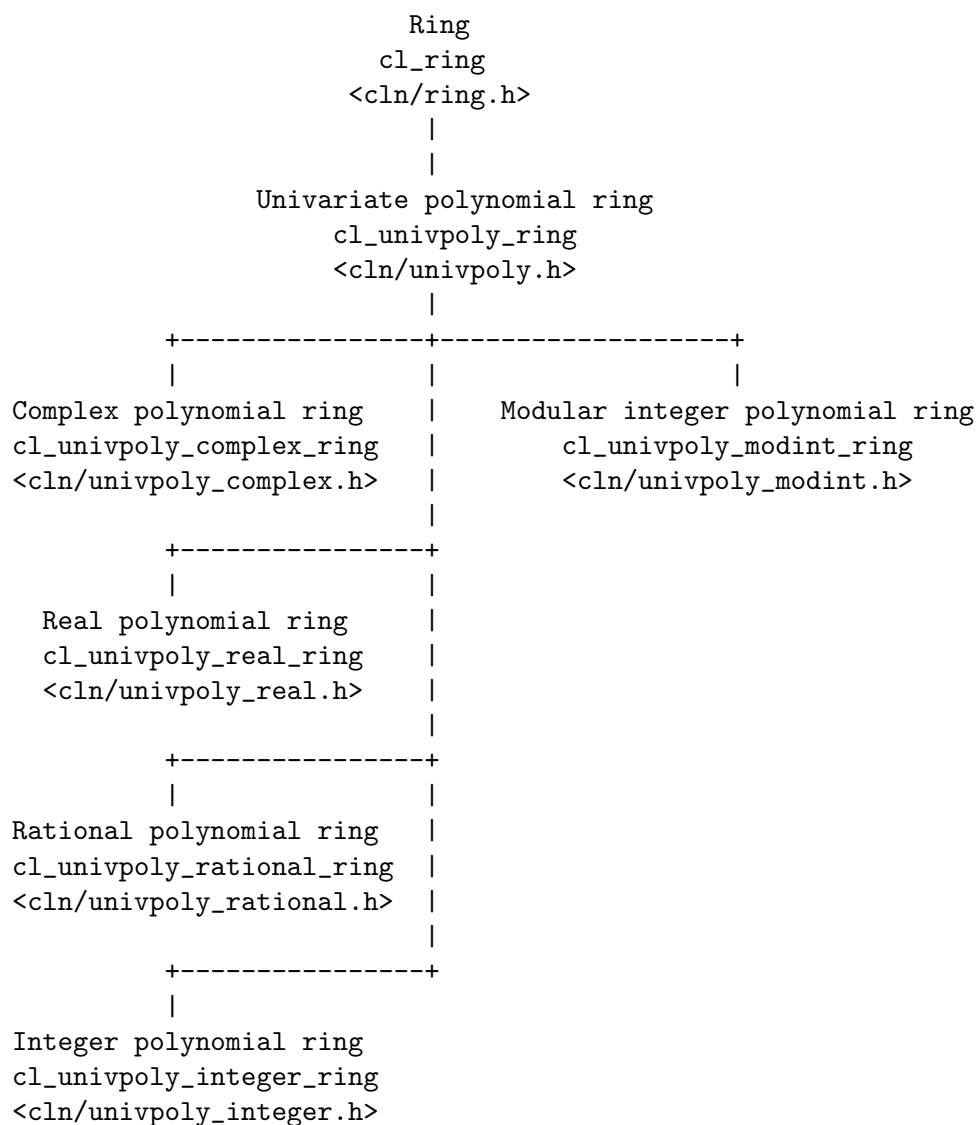 Ring
cl_ring
<cln/ring.h>
Univariate polynomial ring
cl_univpoly_ring
<cln/univpoly.h>
Complex polynomial ring Modular integer polynomial ring
cl_univpoly_complex_ring cl_univpoly_modint_ring
<cln/univpoly_complex.h> <cln/univpoly_modint.h>
Real polynomial ring
cl_univpoly_real_ring
<cln/univpoly_real.h>
Rational polynomial ring
cl_univpoly_rational_ring
<cln/univpoly_rational.h>
Integer polynomial ring
cl_univpoly_integer_ring
<cln/univpoly_integer.h>